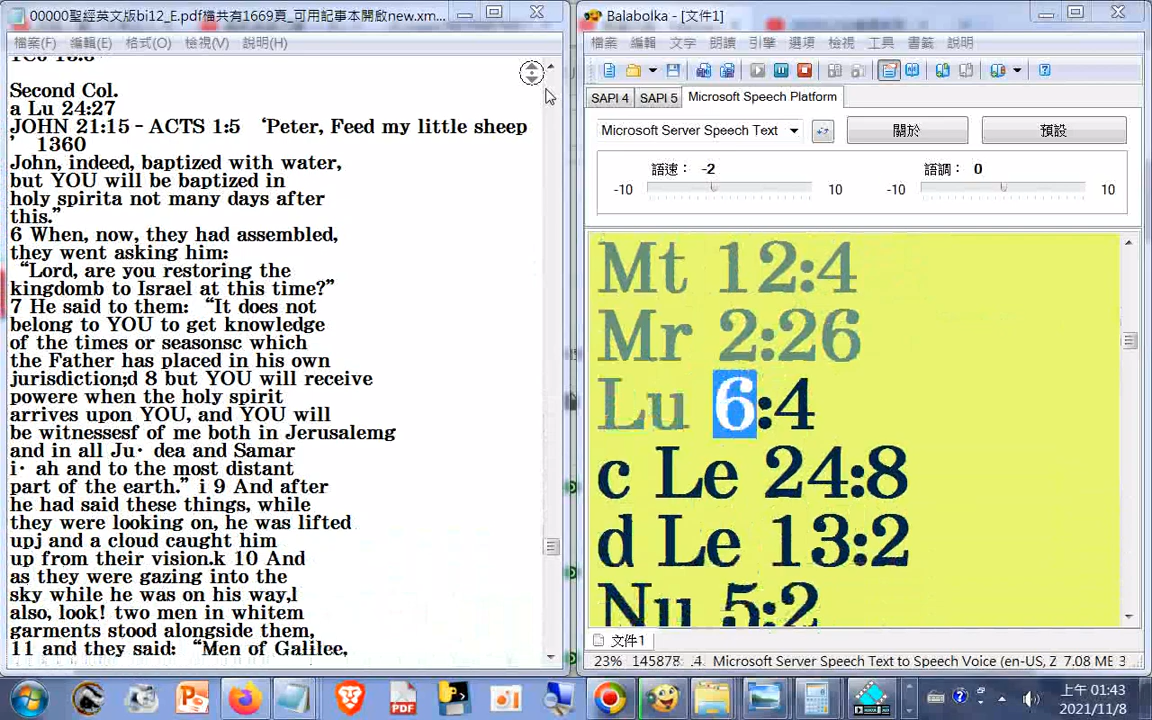 00000聖經英文版bi12_E.pdf檔共有1669頁_可用記事本開啟new.xm...
檔案(F) 編輯(E) 格式(O) 檢視(V) 說明(H)
Second Col.
a Lu 24:27
JOHN 21:15–ACTS 1:5 ‘Peter, Feed my little sheep
’ 1360
John, indeed, baptized with water,
but YOU will be baptized in
holy spirita not many days after
this.”
6 When, now, they had assembled,
they went asking him:
“Lord, are you restoring the
kingdomb to Israel at this time?”
7 He said to them: “It does not
belong to YOU to get knowledge
of the times or seasonsc which
the Father has placed in his own
jurisdiction;d 8 but YOU will receive
powere when the holy spirit
arrives upon YOU, and YOU will
be witnessesf of me both in Jerusalemg
and in all Ju· dea and Samar
i· ah and to the most distant
part of the earth.” i 9 And after
he had said these things, while
they were looking on, he was lifted
upj and a cloud caught him
up from their vision.k 10 And
as they were gazing into the
sky while he was on his way,l
also, look! two men in whitem
garments stood alongside them,
11 and they said: “Men of Galilee,
Balabolka - [文件1]
檔案 編輯 文字 朗讀 引擎 選項 檢視 工具 書籤 說明
SAPI 4 SAPI 5 Microsoft Speech Platform
Microsoft Server Speech Text 關於 預設
語速: -2 語調: 0
-10 10 -10 10
Mt 12:4
Mr 2:26
Lu 6:4
c Le 24:8
d Le 13:2
Nu 5:2
文件1
23% Microsoft Server Speech Text to Speech Voice (en-US, Z 7.08 ME 3
PDF
上午 01:43
2021/11/8